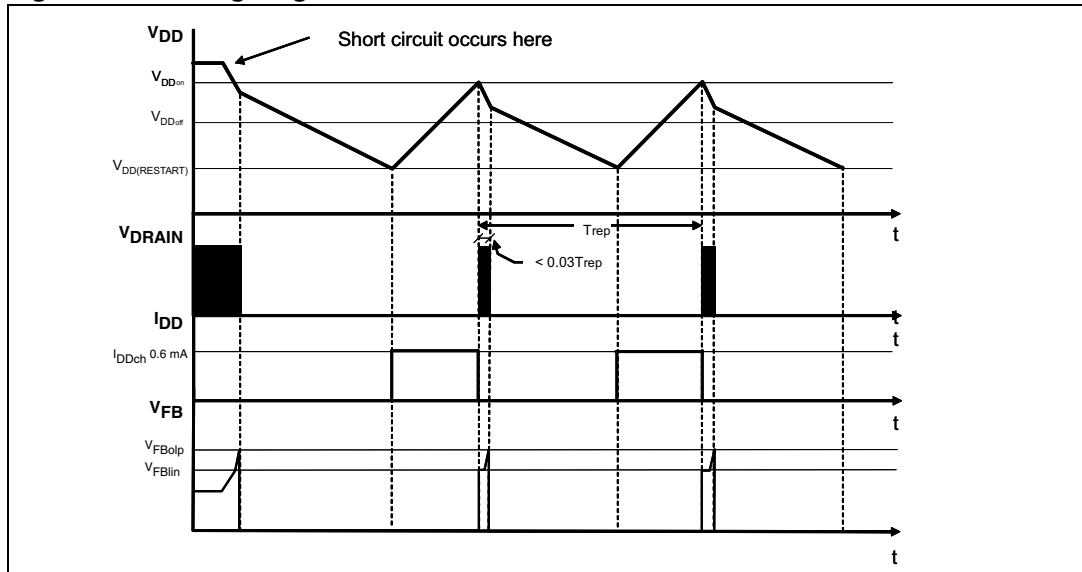 VDD
Short circuit occurs here
VDDon
VDDoff
VDD(RESTART)
t
VDRAIN
Trep
< 0.03Trep
t
IDD
t
IDDch 0.6 mA
VFB
t
VFBolp
VFBlin
t